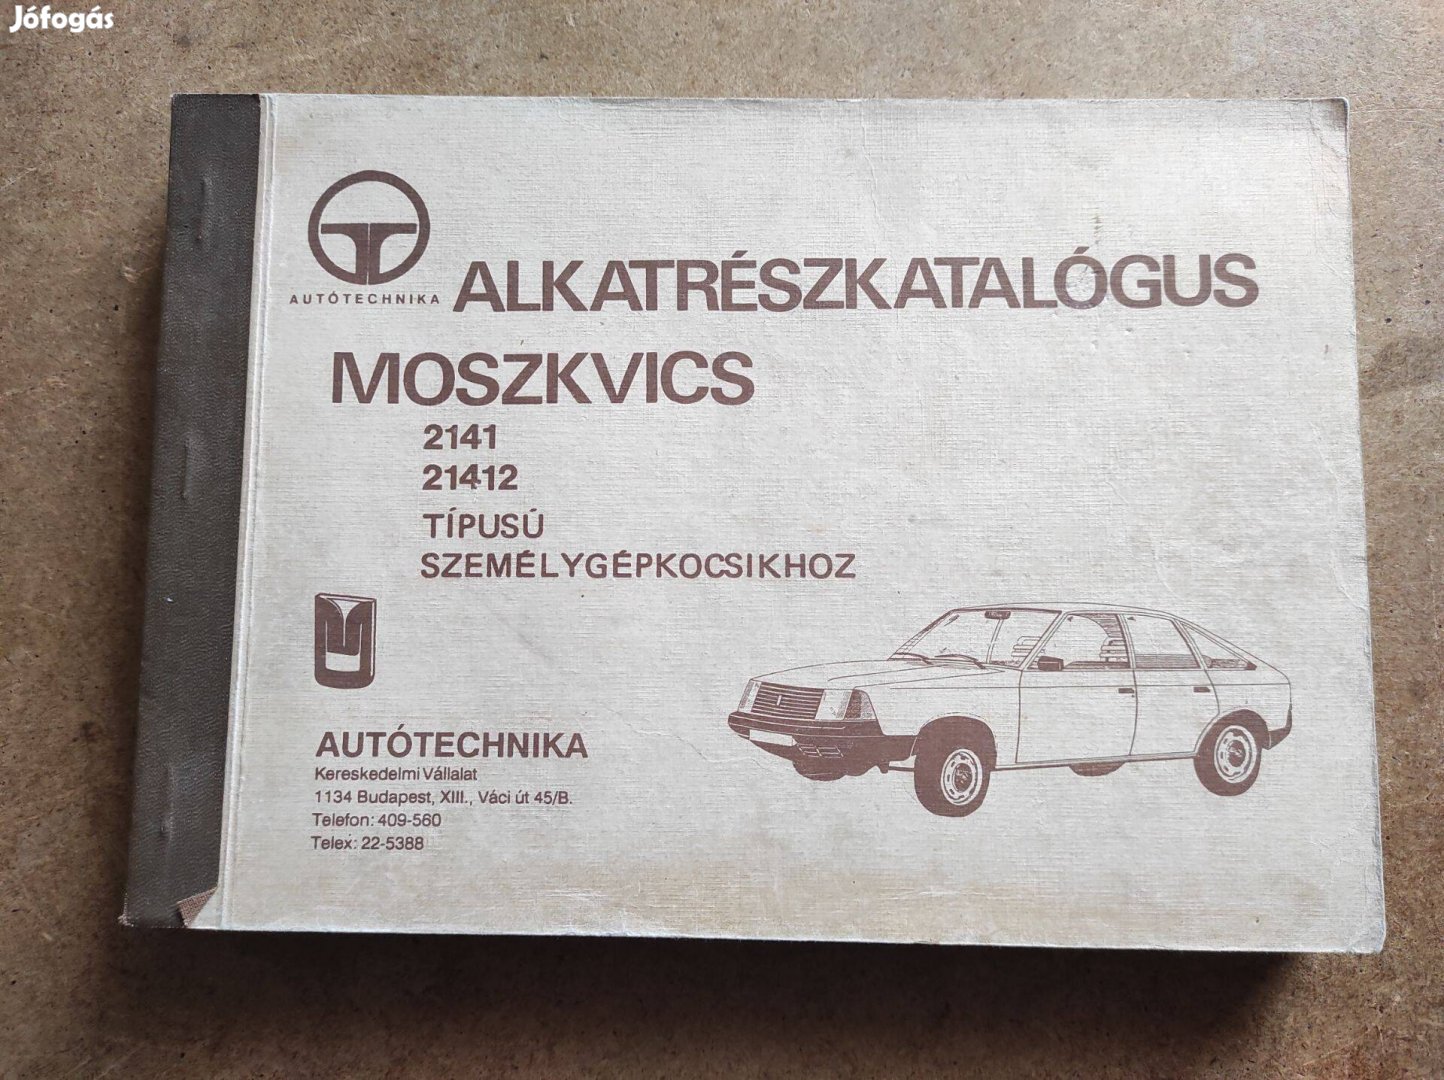 Jófogás
AUTÓTECHNIKA
ALKATRÉSZKATALÓGUS
MOSZKVICS
2141
21412
TÍPUSÚ
SZEMÉLYGÉPKOCSIKHOZ
AUTÓTECHNIKA
Kereskedelmi Vállalat
1134 Budapest, XIII., Váci út 45/B.
Telefon: 409-560
Telex: 22-5388